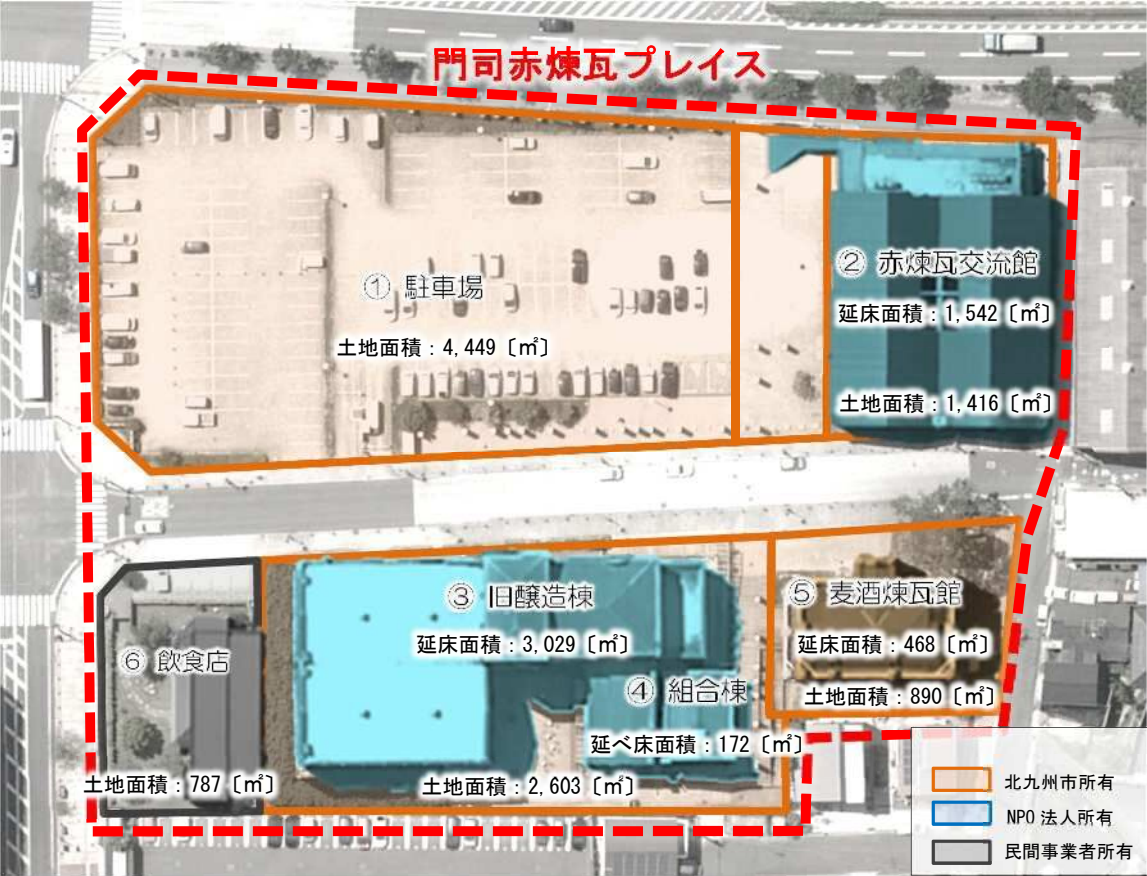 門司赤煉瓦プレイス
① 駐車場
土地面積：4,449〔㎡〕
② 赤煉瓦交流館
延床面積：1,542〔㎡〕
土地面積：1,416〔㎡〕
③ 旧醸造棟
延床面積：3,029〔㎡〕
④ 組合棟
延べ床面積：172〔㎡〕
土地面積：2,603〔㎡〕
⑤ 麦酒煉瓦館
延床面積：468〔㎡〕
土地面積：890〔㎡〕
⑥ 飲食店
土地面積：787〔㎡〕
北九州市所有
NPO 法人所有
民間事業者所有